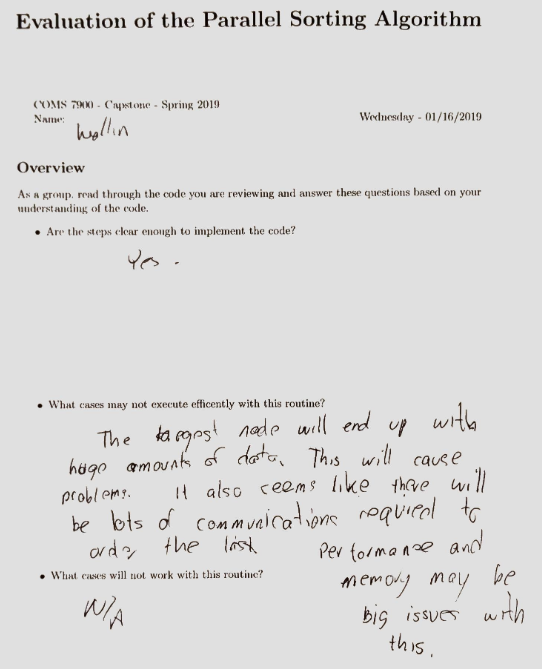 Evaluation of the Parallel Sorting Algorithm
COMS 7900 - Capstone - Spring 2019
Name:
Wednesday - 01/16/2019
Wollin
Overview
As a group, read through the code you are reviewing and answer these questions based on your
understanding of the code.
• Are the steps clear enough to implement the code?
Yes.
• What cases may not execute efficently with this routine?
The largest node will end up with
huge amounts of data. This will cause
problems. It also seems like there will
be lots of communications required to
order the list
Performance and
memory may be
big issues with
this.
• What cases will not work with this routine?
N/A